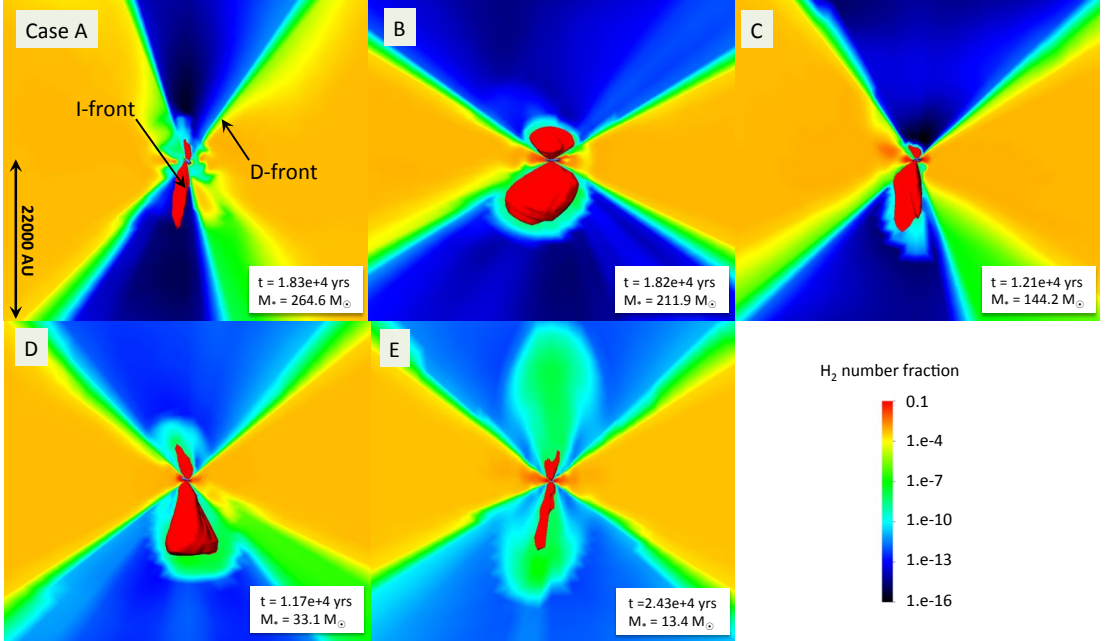 Case A
I-front
D-front
22000 AU
t = 1.83e+4 yrs
M* = 264.6 M☉
B
t = 1.82e+4 yrs
M* = 211.9 M☉
C
t = 1.21e+4 yrs
M* = 144.2 M☉
D
t = 1.17e+4 yrs
M* = 33.1 M☉
E
t =2.43e+4 yrs
M* = 13.4 M☉
H₂ number fraction
0.1
1.e-4
1.e-7
1.e-10
1.e-13
1.e-16